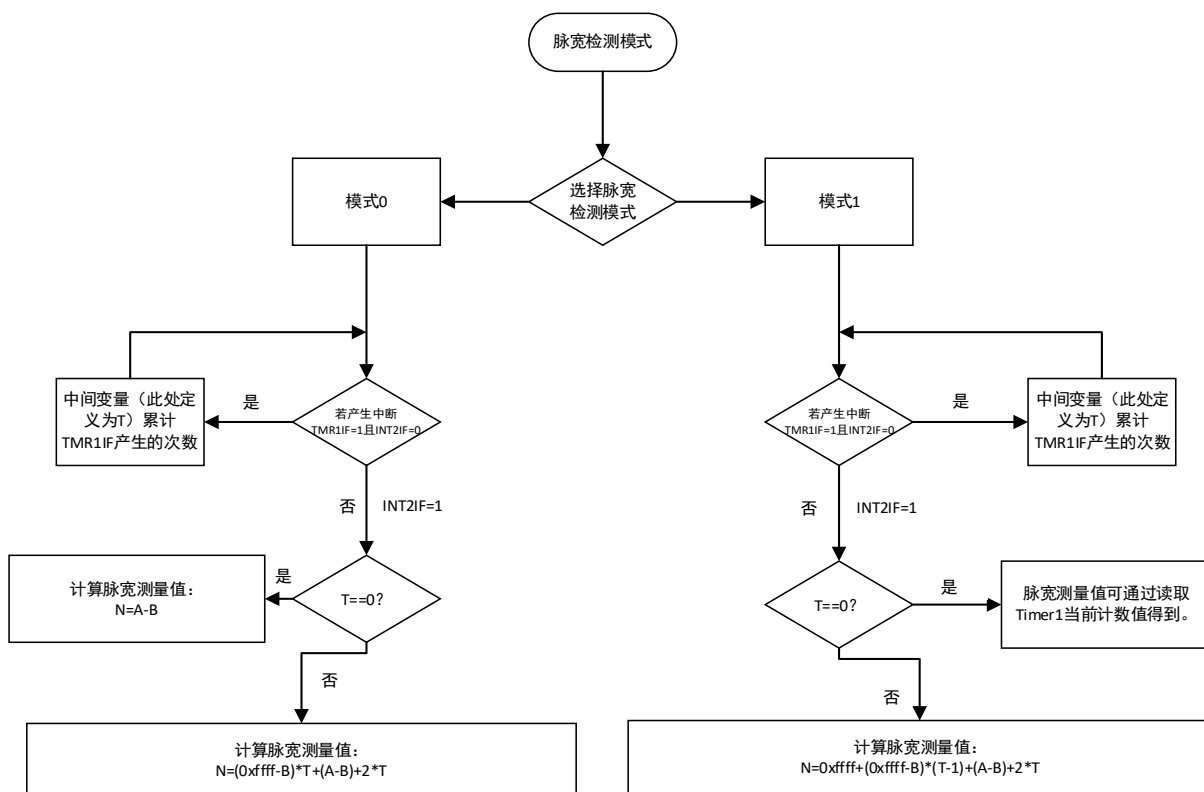 脉宽检测模式
选择脉宽
检测模式
模式0
模式1
中间变量（此处定
义为T）累计
TMR1IF产生的次数
是
若产生中断
TMR1IF=1且INT2IF=0
若产生中断
TMR1IF=1且INT2IF=0
是
中间变量（此处定
义为T）累计
TMR1IF产生的次数
否
INT2IF=1
否
INT2IF=1
计算脉宽测量值：
N=A-B
是
T==0?
T==0?
是
脉宽测量值可通过读取
Timer1当前计数值得到。
否
否
计算脉宽测量值：
N=(0xffff-B)*T+(A-B)+2*T
计算脉宽测量值：
N=0xffff+(0xffff-B)*(T-1)+(A-B)+2*T